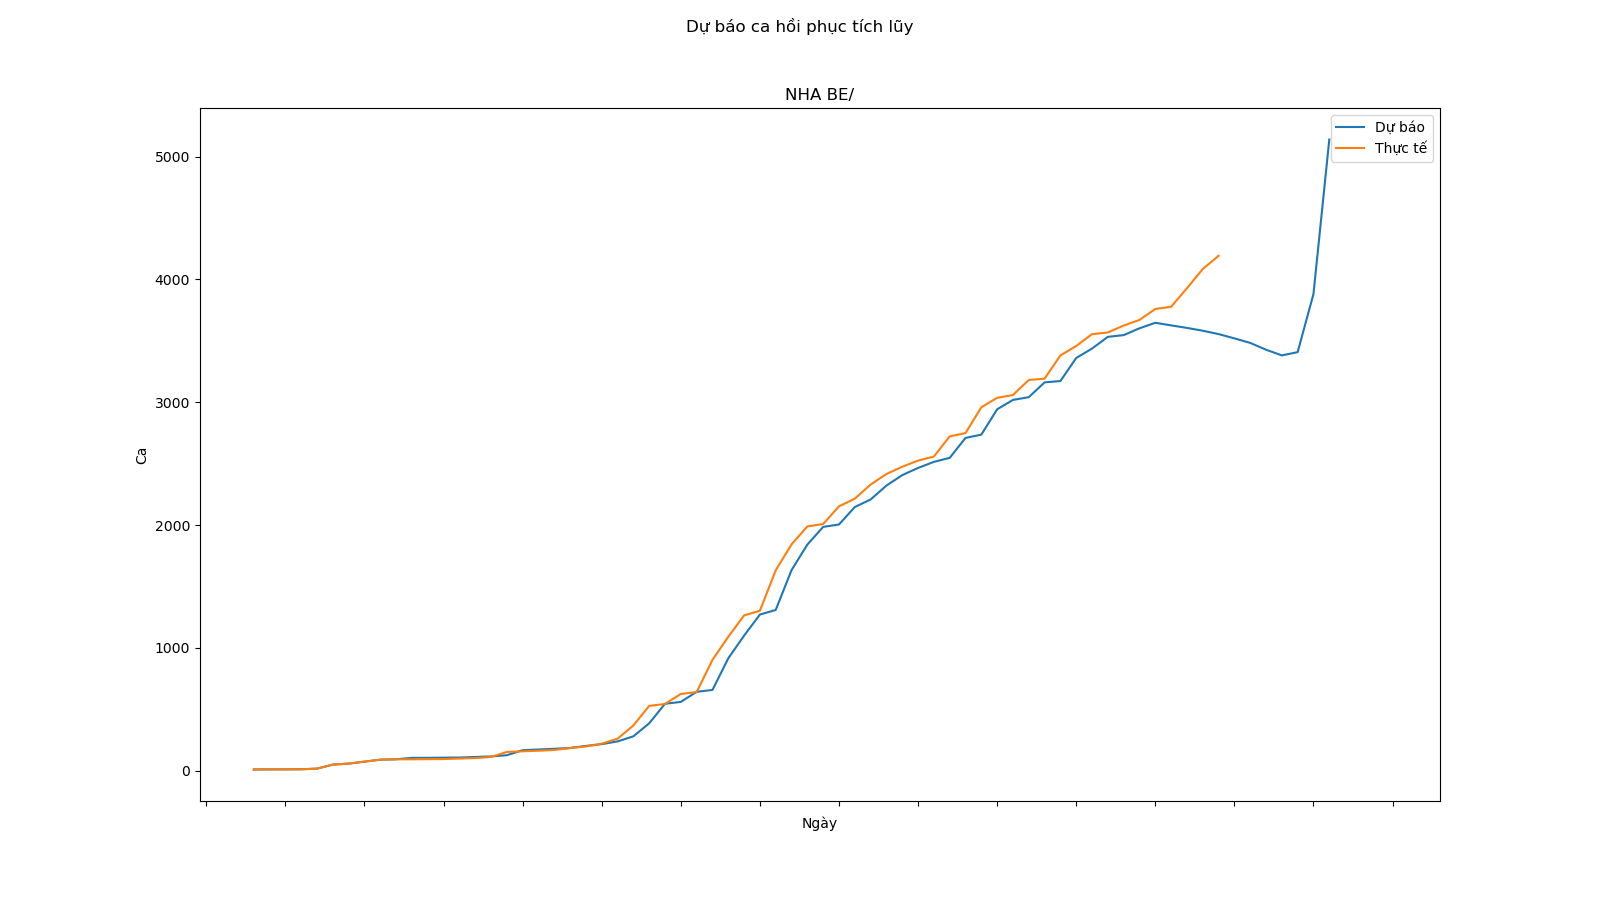 Dự báo ca hồi phục tích lũy
NHA BE/
Dự báo
Thực tế
5000
4000
3000
2000
1000
0
Ca
Ngày